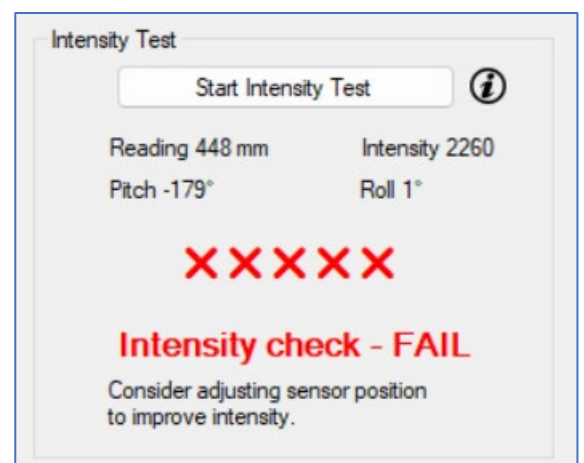 Intensity Test
Start Intensity Test
Reading 448 mm Intensity 2260
Pitch -179° Roll 1°
Intensity check - FAIL
Consider adjusting sensor position
to improve intensity.